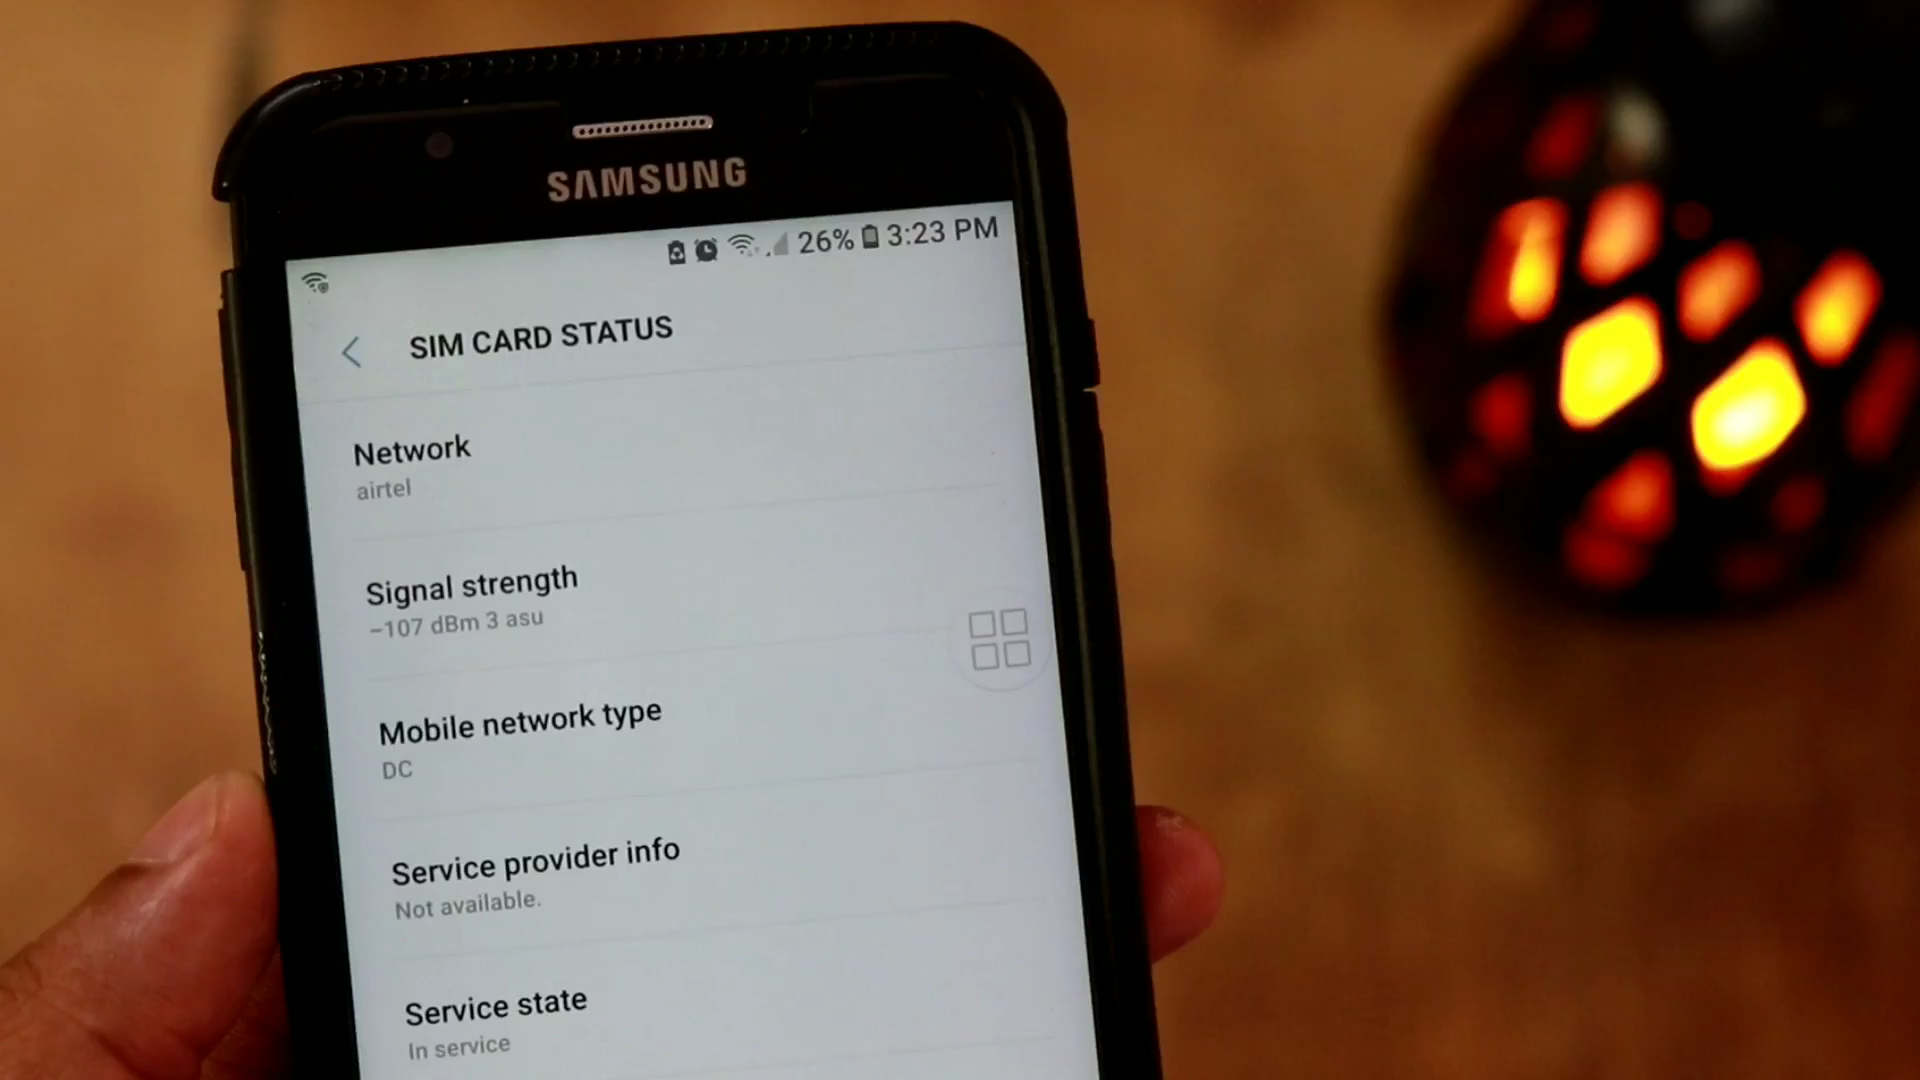 SAMSUNG
26% 3:23 PM
SIM CARD STATUS
Network
airtel
Signal strength
-107 dBm 3 asu
Mobile network type
DC
Service provider info
Not available.
Service state
In service